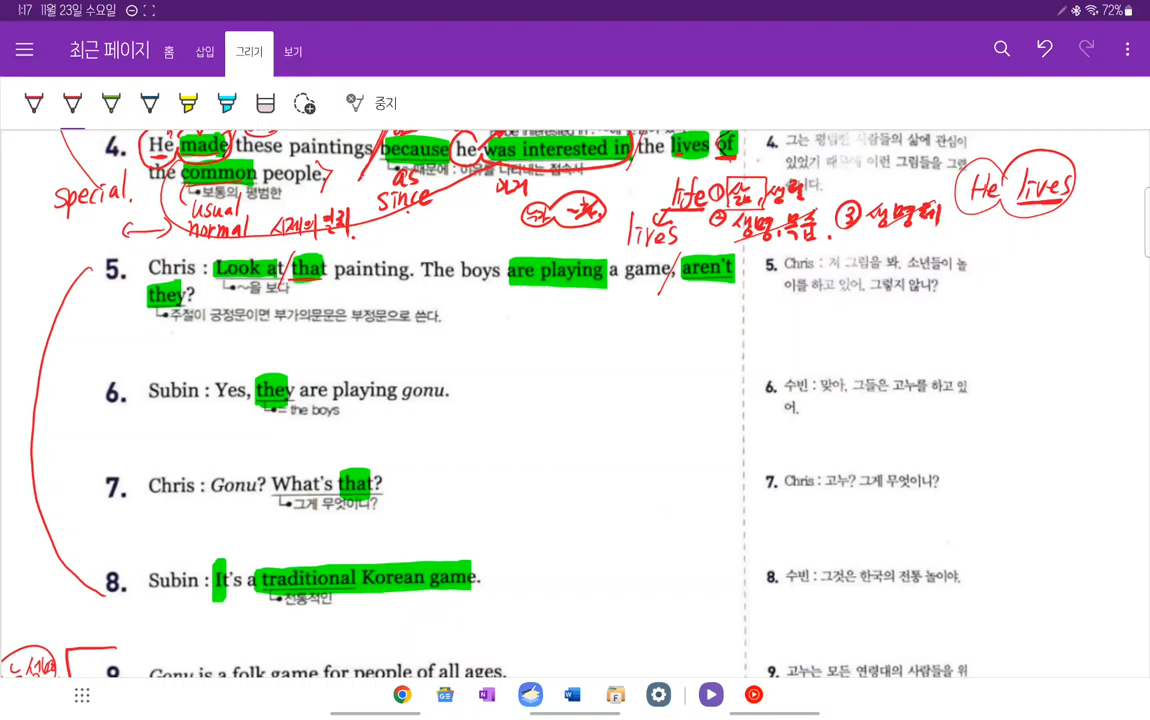 1:17 11월 23일 수요일 72%
최근 페이지 홈 삽입 그리기 보기
중지
4. He made these paintings because he was interested in the lives of
the common people.
보통의, 평범한
때문에 : 이유를 나타내는 접속사
as
since
과거
special.
usual
normal 시제의 일치
life ① 삶, 생활
lives ② 생명, 목숨. ③ 생명체
He lives
4. 그는 평범한 사람들의 삶에 관심이
있었기 때문에 이런 그림들을 그렸
5. Chris : Look at that painting. The boys are playing a game, aren't
they?
~을 보다
주절이 긍정문이면 부가의문문은 부정문으로 쓴다.
5. Chris : 저 그림을 봐, 소년들이 놀
이를 하고 있어, 그렇지 않니?
6. Subin : Yes, they are playing gonu.
= the boys
6. 수빈 : 맞아, 그들은 고누를 하고 있
어.
7. Chris : Gonu? What's that?
그게 무엇이니?
7. Chris : 고누? 그게 무엇이니?
8. Subin : It's a traditional Korean game.
전통적인
8. 수빈 : 그것은 한국의 전통 놀이야.
9 Gonu is a folk game for people of all ages.
9. 고누는 모든 연령대의 사람들을 위